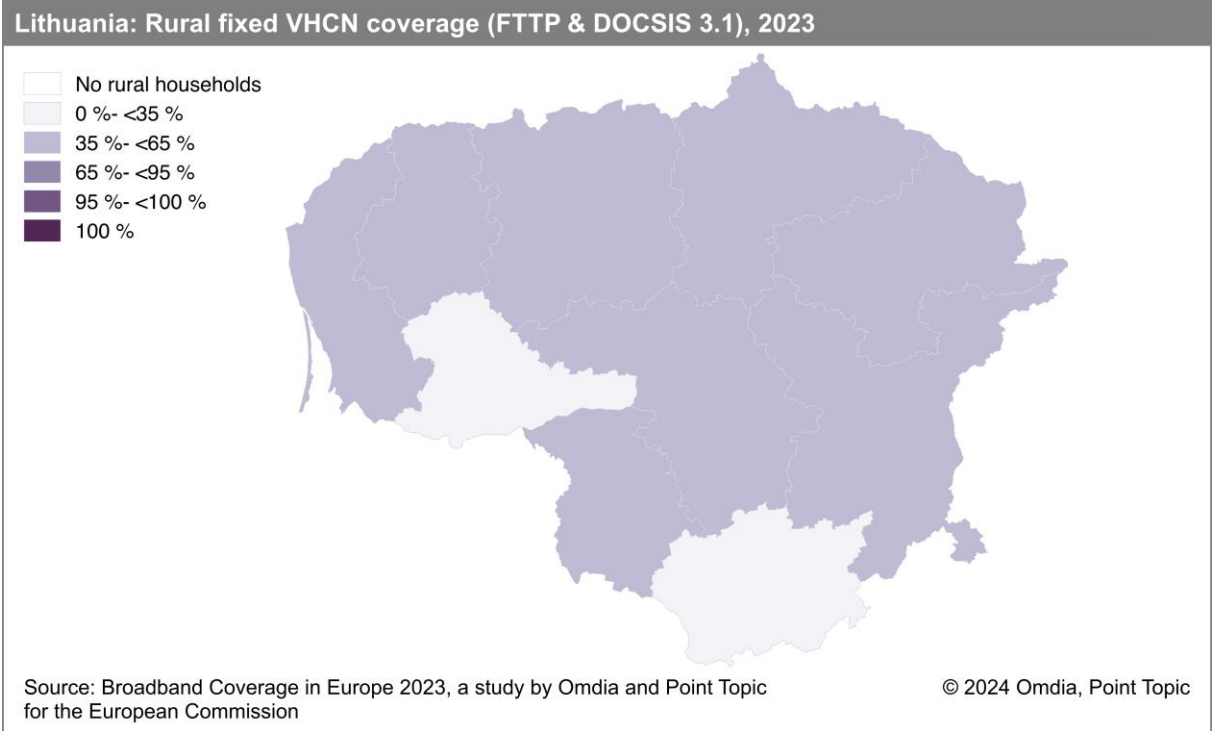 Lithuania: Rural fixed VHCN coverage (FTTP & DOCSIS 3.1), 2023
No rural households
0 %- <35 %
35 %- <65 %
65 %- <95 %
95 %- <100 %
100 %
Source: Broadband Coverage in Europe 2023, a study by Omdia and Point Topic
for the European Commission
© 2024 Omdia, Point Topic